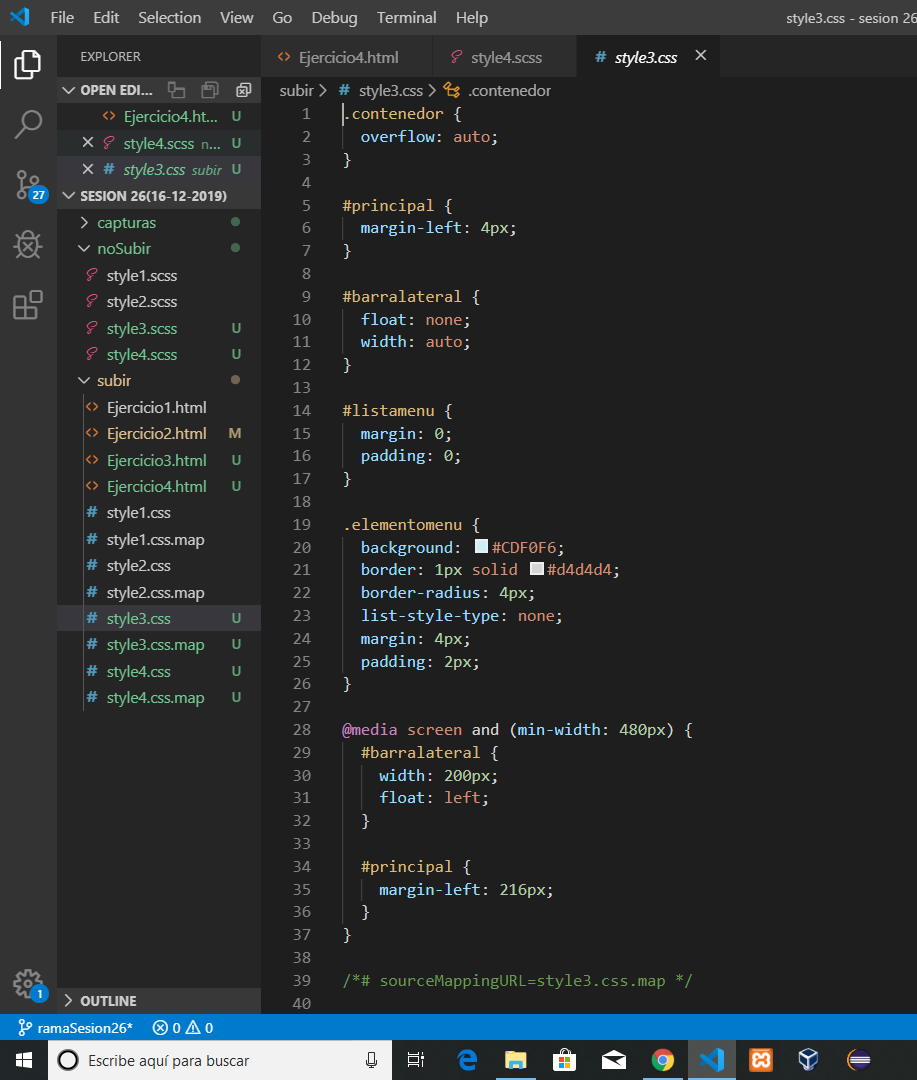 File Edit Selection View Go Debug Terminal Help style3.css - sesion 26
EXPLORER
OPEN EDI...
Ejercicio4.ht... U
style4.scss n... U
style3.css subir U
SESION 26(16-12-2019)
capturas
noSubir
style1.scss
style2.scss
style3.scss U
style4.scss U
subir
Ejercicio1.html
Ejercicio2.html M
Ejercicio3.html U
Ejercicio4.html U
style1.css
style1.css.map
style2.css
style2.css.map
style3.css U
style3.css.map U
style4.css U
style4.css.map U
OUTLINE
27
1
Ejercicio4.html style4.scss style3.css
subir > style3.css > .contenedor
1 .contenedor {
2 overflow: auto;
3 }
4
5 #principal {
6 margin-left: 4px;
7 }
8
9 #barralateral {
10 float: none;
11 width: auto;
12 }
13
14 #listamenu {
15 margin: 0;
16 padding: 0;
17 }
18
19 .elementomenu {
20 background: #CDF0F6;
21 border: 1px solid #d4d4d4;
22 border-radius: 4px;
23 list-style-type: none;
24 margin: 4px;
25 padding: 2px;
26 }
27
28 @media screen and (min-width: 480px) {
29 #barralateral {
30 width: 200px;
31 float: left;
32 }
33
34 #principal {
35 margin-left: 216px;
36 }
37 }
38
39 /*# sourceMappingURL=style3.css.map */
40
ramaSesion26* 0 0
Escribe aquí para buscar